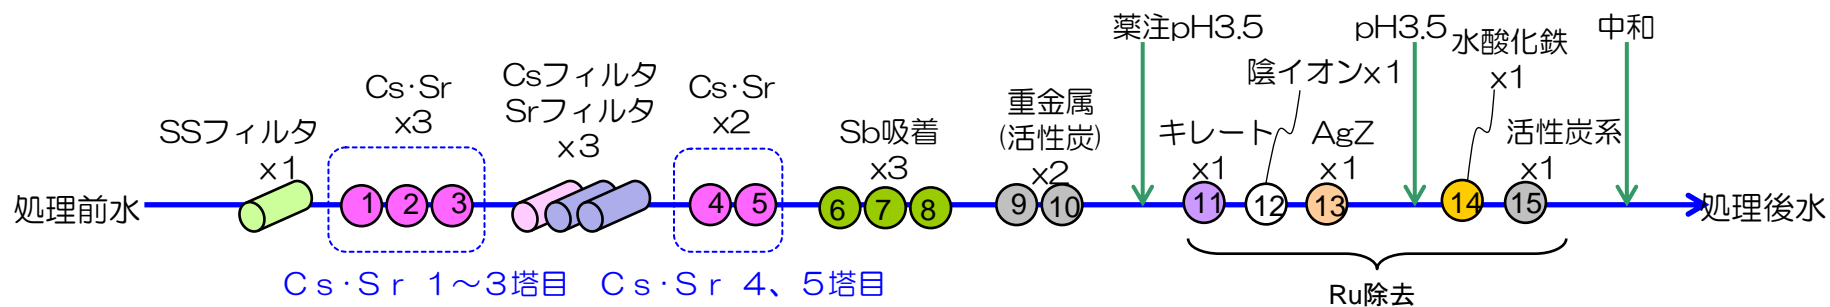 処理前水
SSフィルタ
x1
Cs·Sr
x3
1
2
3
Cs·Sr 1～3塔目
Csフィルタ
Srフィルタ
x3
Cs·Sr
x2
4
5
Cs·Sr 4、5塔目
Sb吸着
x3
6
7
8
重金属
(活性炭)
x2
9
10
薬注pH3.5
キレート
x1
11
陰イオンx1
12
AgZ
x1
13
pH3.5
水酸化鉄
x1
14
活性炭系
x1
15
Ru除去
中和
処理後水